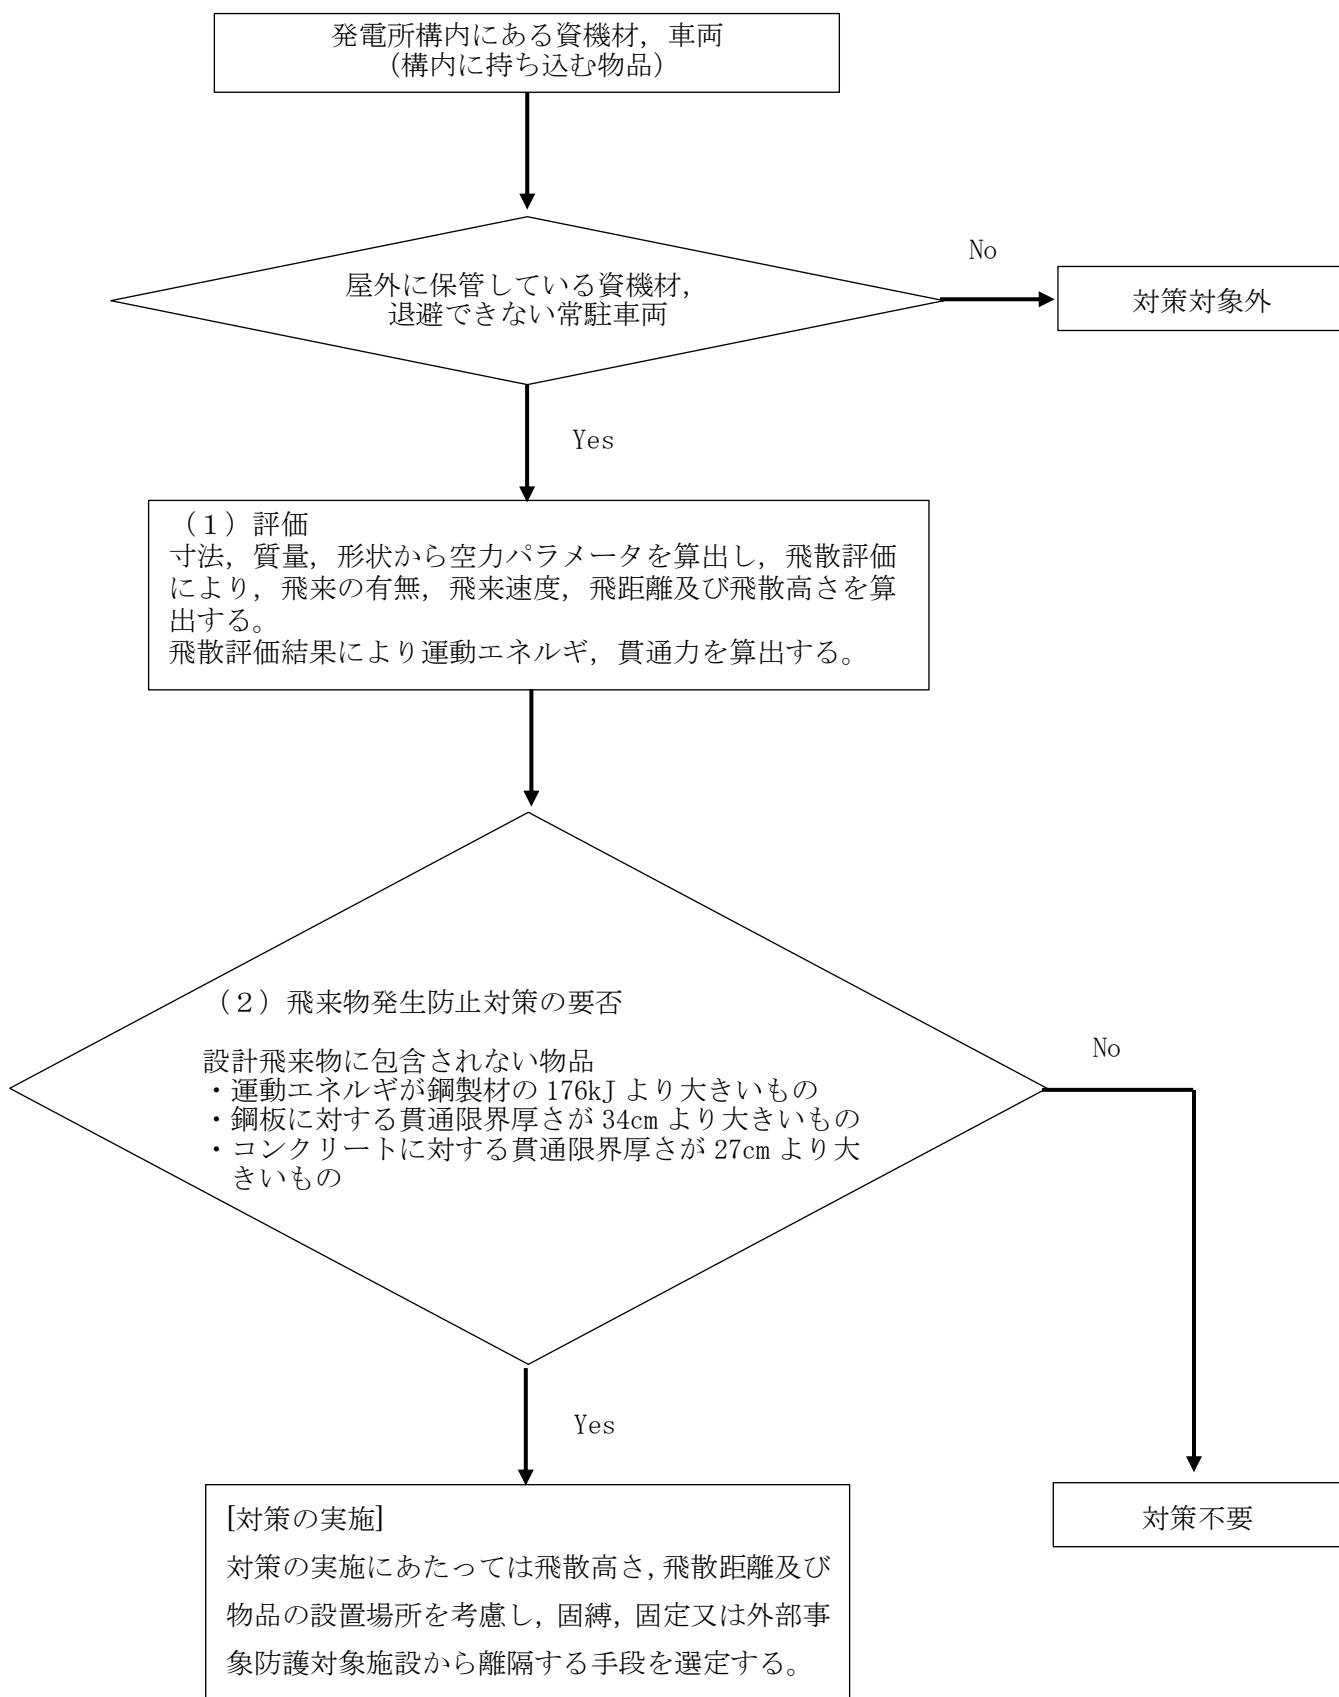 発電所構内にある資機材，車両
（構内に持ち込む物品）
No
屋外に保管している資機材，
退避できない常駐車両
対策対象外
Yes
（１）評価
寸法，質量，形状から空力パラメータを算出し，飛散評価
により，飛来の有無，飛来速度，飛距離及び飛散高さを算
出する。
飛散評価結果により運動エネルギ，貫通力を算出する。
（２）飛来物発生防止対策の要否
設計飛来物に包含されない物品
・運動エネルギが鋼製材の 176kJ より大きいもの
・鋼板に対する貫通限界厚さが 34cm より大きいもの
・コンクリートに対する貫通限界厚さが 27cm より大
きいもの
No
Yes
[対策の実施]
対策の実施にあたっては飛散高さ，飛散距離及び
物品の設置場所を考慮し，固縛，固定又は外部事
象防護対象施設から離隔する手段を選定する。
対策不要